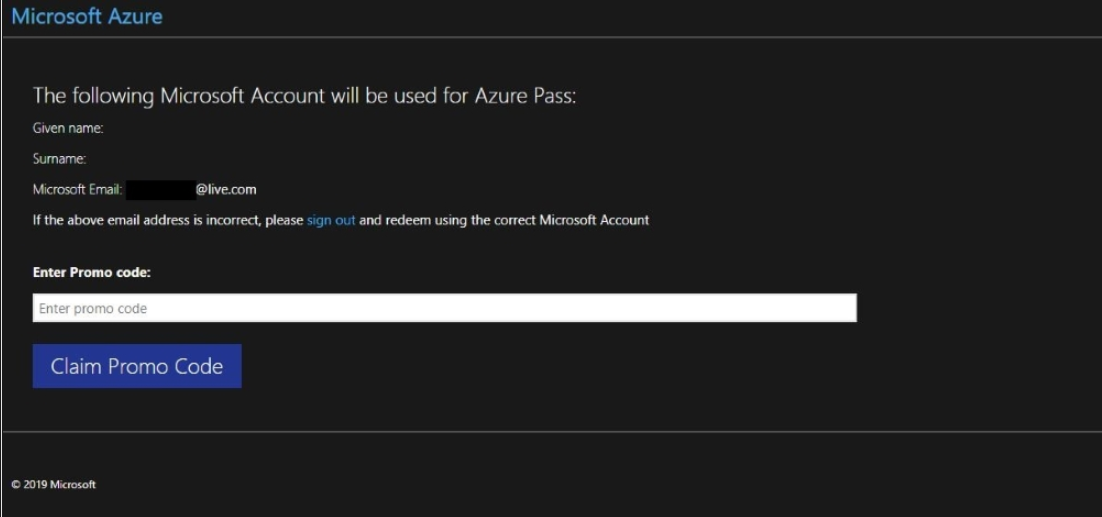 Microsoft Azure
The following Microsoft Account will be used for Azure Pass:
Given name:
Surname:
Microsoft Email: @live.com
If the above email address is incorrect, please sign out and redeem using the correct Microsoft Account
Enter Promo code:
Enter promo code
Claim Promo Code
© 2019 Microsoft